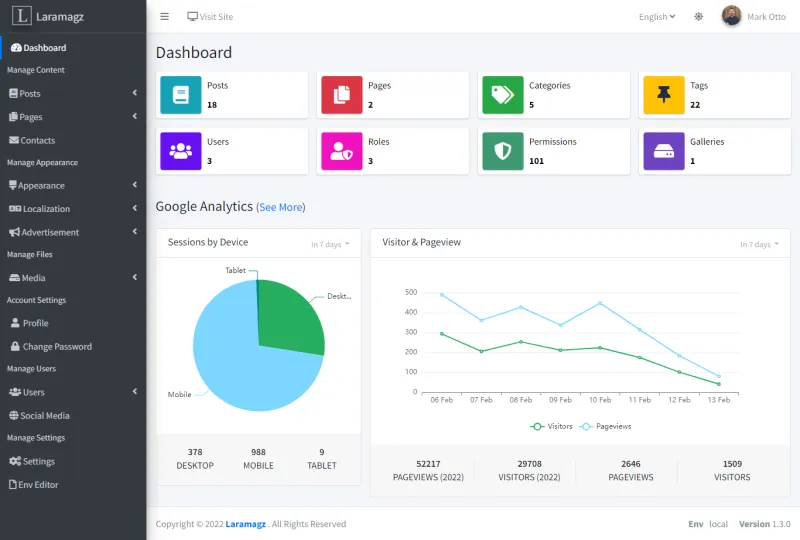 L Laramagz
Visit Site
English
Mark Otto
Dashboard
Manage Content
Posts
Pages
Contacts
Manage Appearance
Appearance
Localization
Advertisement
Manage Files
Media
Account Settings
Profile
Change Password
Manage Users
Users
Social Media
Manage Settings
Settings
Env Editor
Dashboard
Posts
18
Pages
2
Categories
5
Tags
22
Users
3
Roles
3
Permissions
101
Galleries
1
Google Analytics (See More)
Sessions by Device
In 7 days
Tablet
Deskt...
Mobile
378
DESKTOP
988
MOBILE
9
TABLET
Visitor & Pageview
In 7 days
500
400
300
200
100
0
06 Feb 07 Feb 08 Feb 09 Feb 10 Feb 11 Feb 12 Feb 13 Feb
Visitors Pageviews
52217
PAGEVIEWS (2022)
29708
VISITORS (2022)
2646
PAGEVIEWS
1509
VISITORS
Copyright © 2022 Laramagz . All Rights Reserved
Env local Version 1.3.0